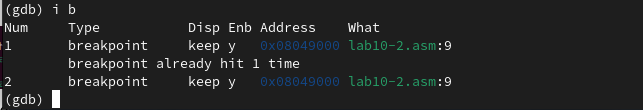 (gdb) i b
Num     Type           Disp Enb Address    What
1       breakpoint     keep y   0x08049000 lab10-2.asm:9
        breakpoint already hit 1 time
2       breakpoint     keep y   0x08049000 lab10-2.asm:9
(gdb)